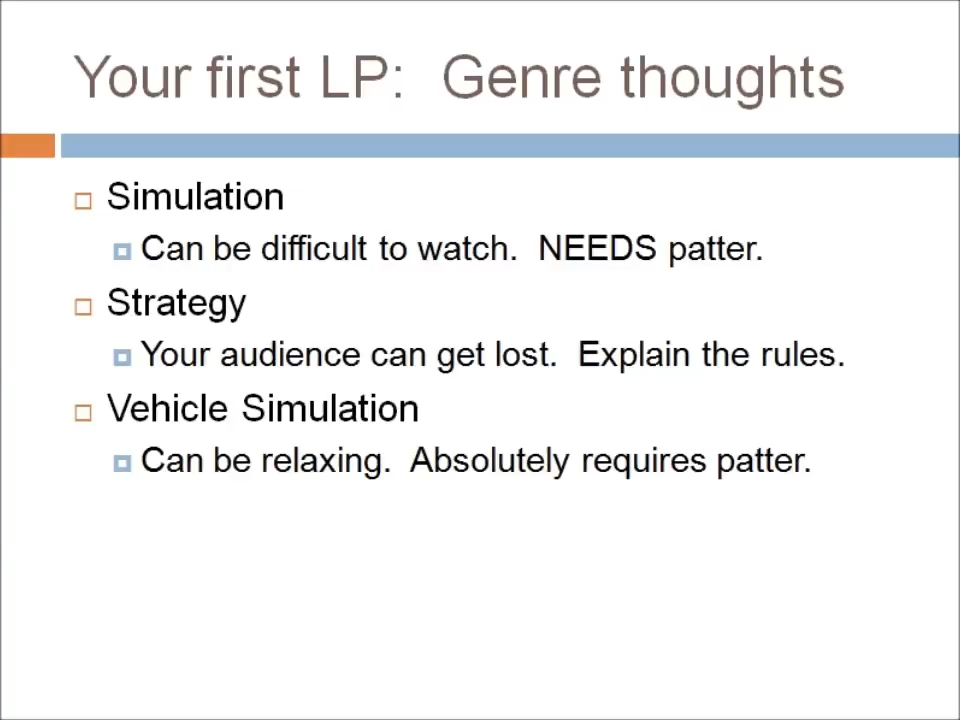 Your first LP:  Genre thoughts
Simulation
Can be difficult to watch.  NEEDS patter.
Strategy
Your audience can get lost.  Explain the rules.
Vehicle Simulation
Can be relaxing.  Absolutely requires patter.